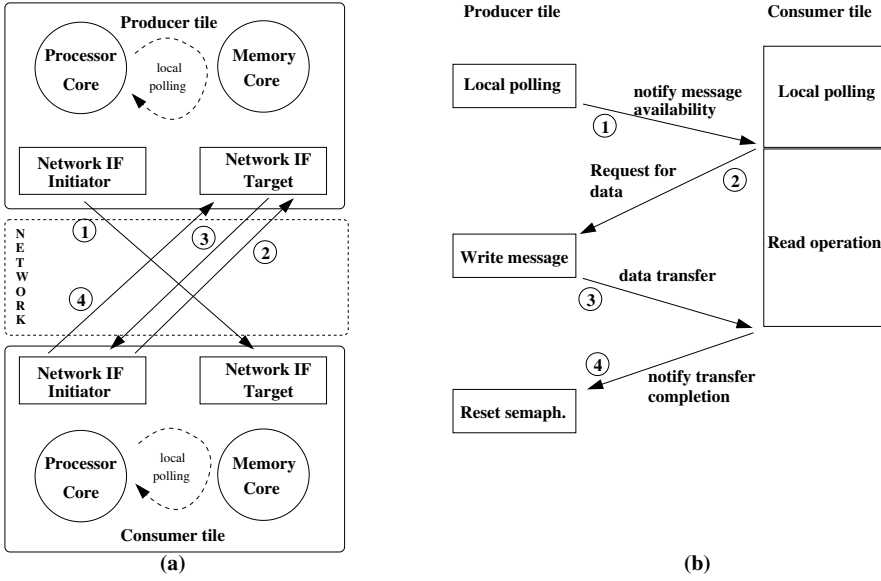 Producer tile
Processor
Core
local
polling
Memory
Core
Network IF
Initiator
Network IF
Target
NETWORK
1
3
2
4
Network IF
Initiator
Network IF
Target
Processor
Core
local
polling
Memory
Core
Consumer tile
(a)
Producer tile
Consumer tile
Local polling
notify message
availability
1
Local polling
Request for
data
2
Write message
Read operation
data transfer
3
4
notify transfer
completion
Reset semaph.
(b)